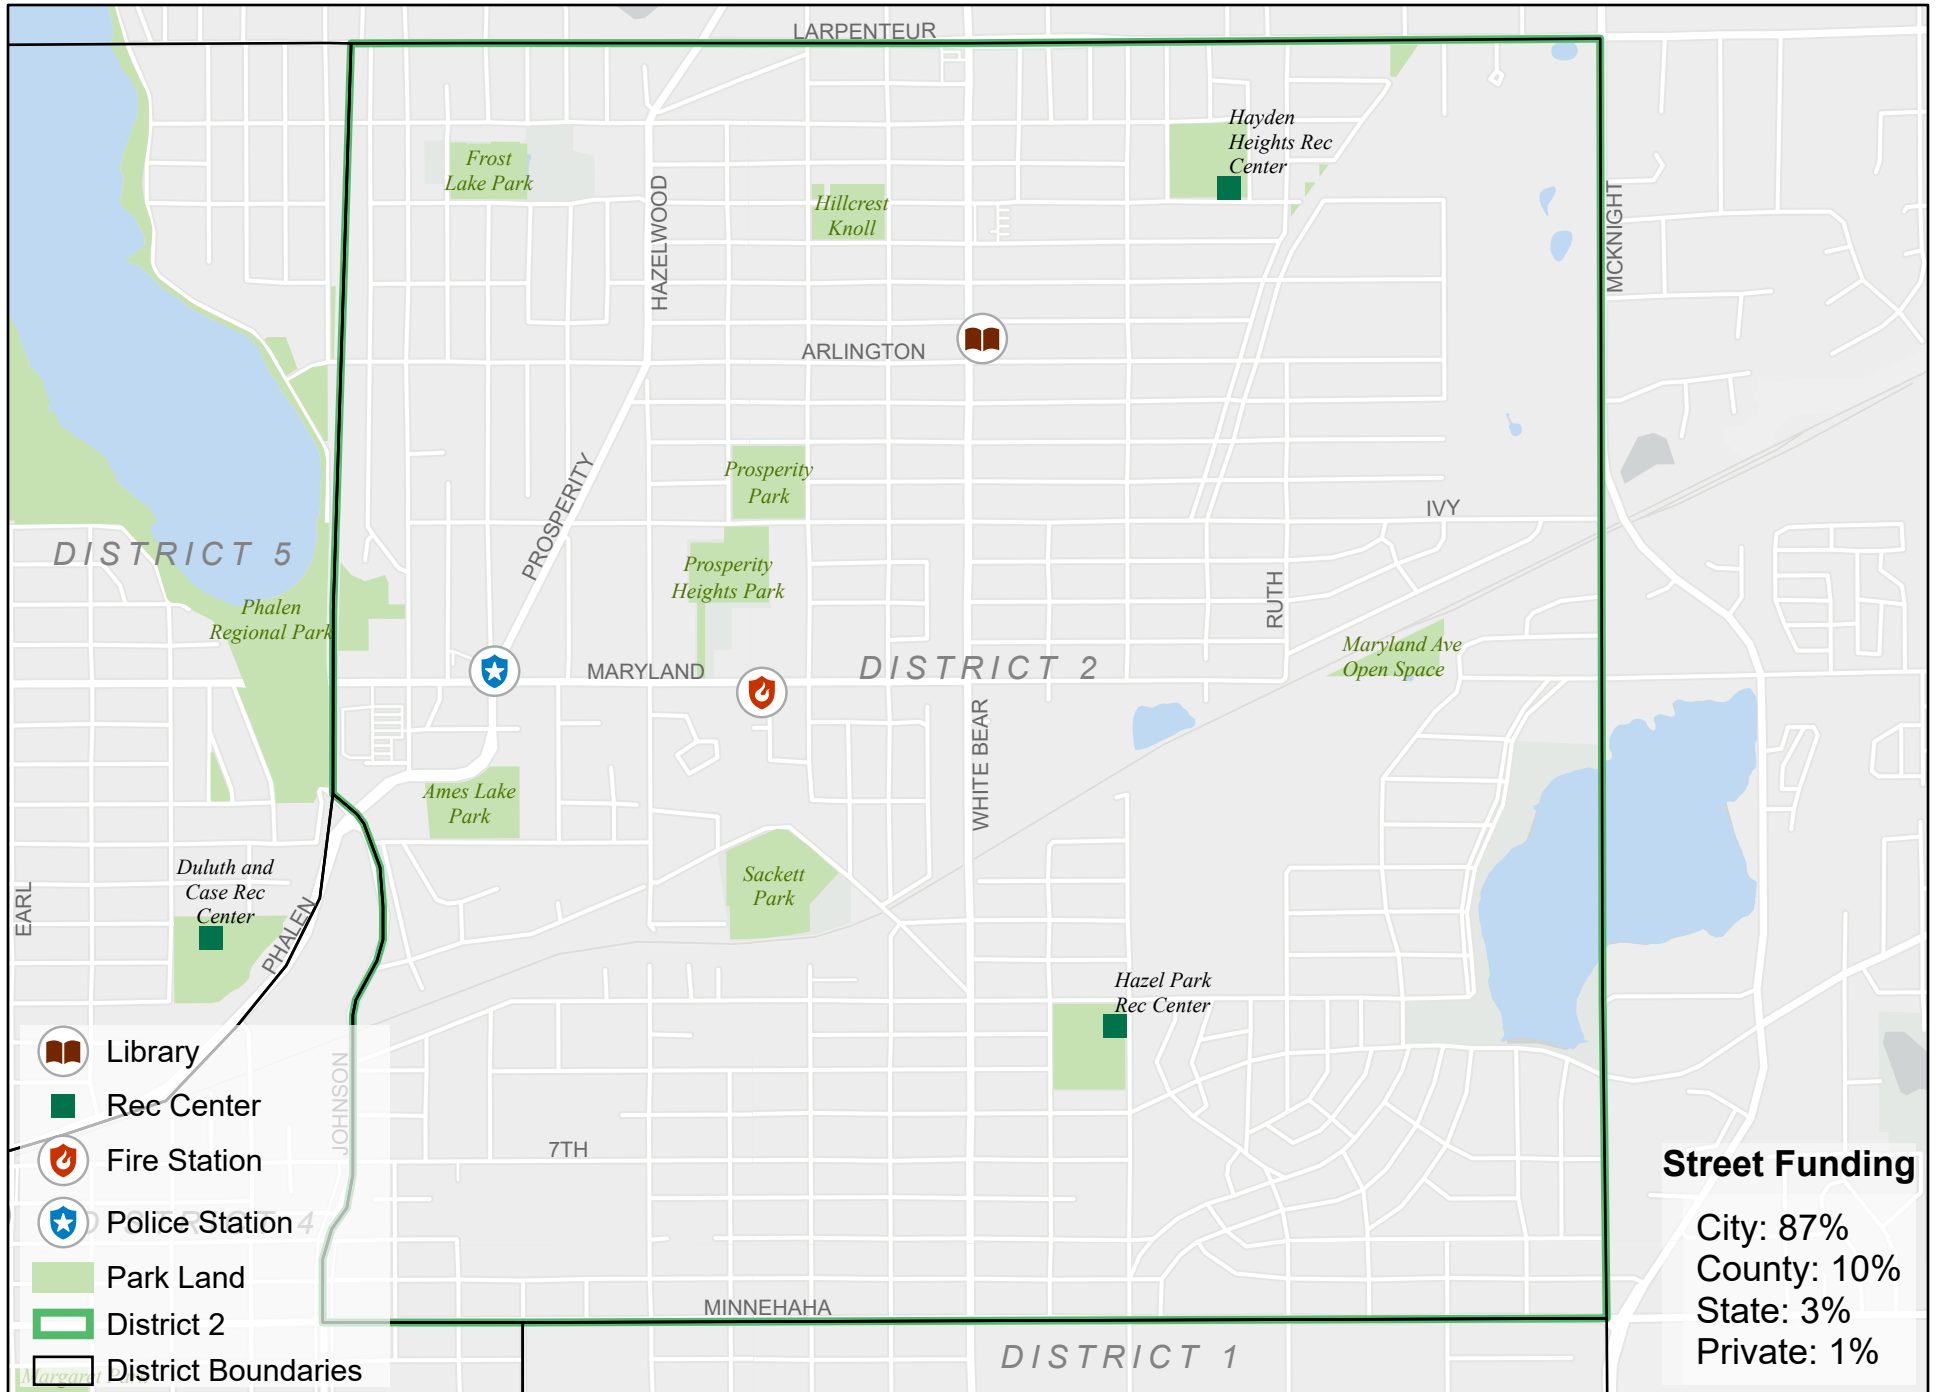 LARPENTEUR
Hayden
Heights Rec
Center
Frost
Lake Park
HAZELWOOD
Hillcrest
Knoll
MCKNIGHT
ARLINGTON
PROSPERITY
Prosperity
Park
IVY
DISTRICT 5
Prosperity
Heights Park
RUTH
Phalen
Regional Park
MARYLAND
DISTRICT 2
Maryland Ave
Open Space
WHITE BEAR
Ames Lake
Park
Duluth and
Case Rec
Center
EARL
PHALEN
Sackett
Park
Hazel Park
Rec Center
JOHNSON
7TH
MINNEHAHA
DISTRICT 1
DISTRICT 4
Margaret Park
Library
Rec Center
Fire Station
Police Station
Park Land
District 2
District Boundaries
Street Funding
City: 87%
County: 10%
State: 3%
Private: 1%